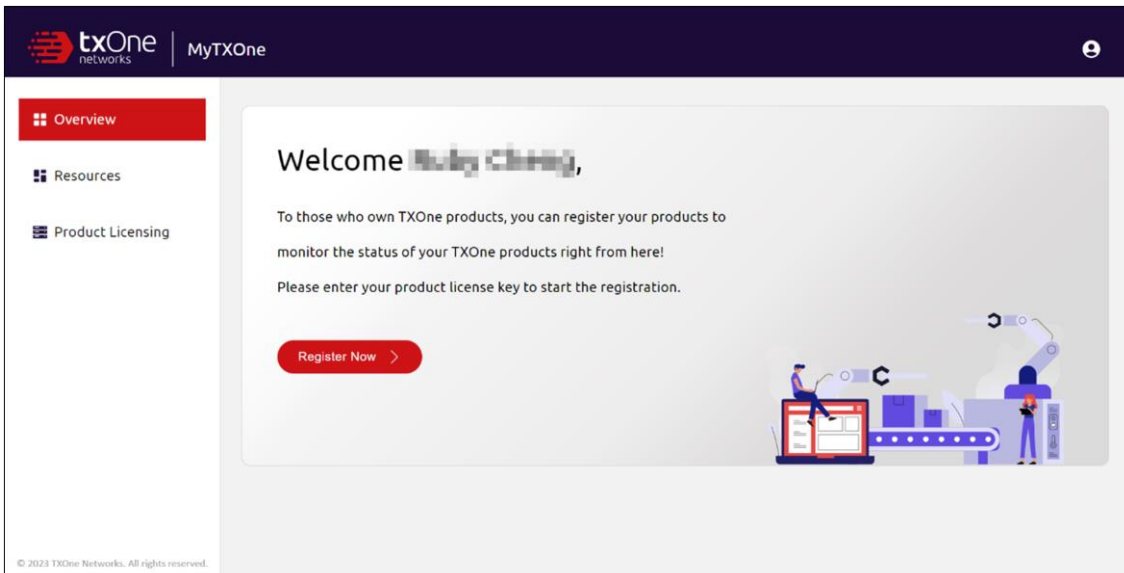 txOne
networks
MyTXOne
Overview
Resources
Product Licensing
Welcome ,
To those who own TXOne products, you can register your products to
monitor the status of your TXOne products right from here!
Please enter your product license key to start the registration.
Register Now
© 2023 TXOne Networks. All rights reserved.